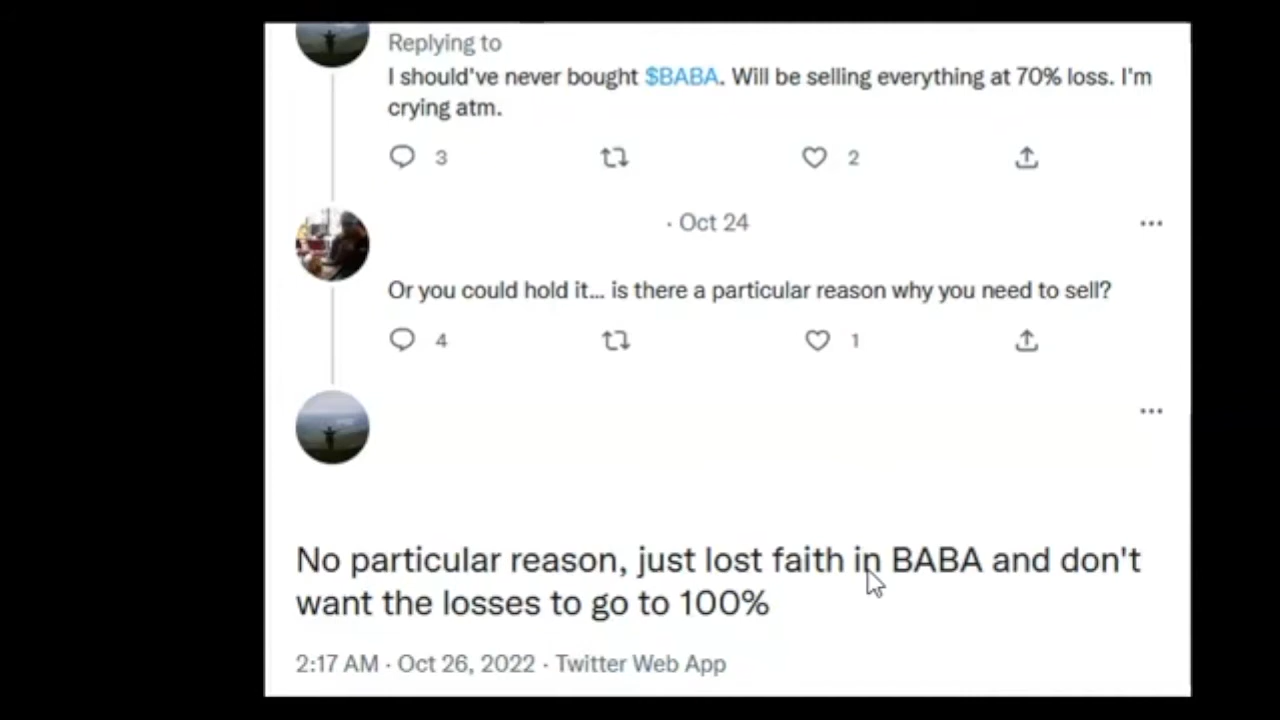 Replying to
I should've never bought $BABA. Will be selling everything at 70% loss. I'm
crying atm.
3 2
· Oct 24
Or you could hold it... is there a particular reason why you need to sell?
4 1
No particular reason, just lost faith in BABA and don't
want the losses to go to 100%
2:17 AM · Oct 26, 2022 · Twitter Web App